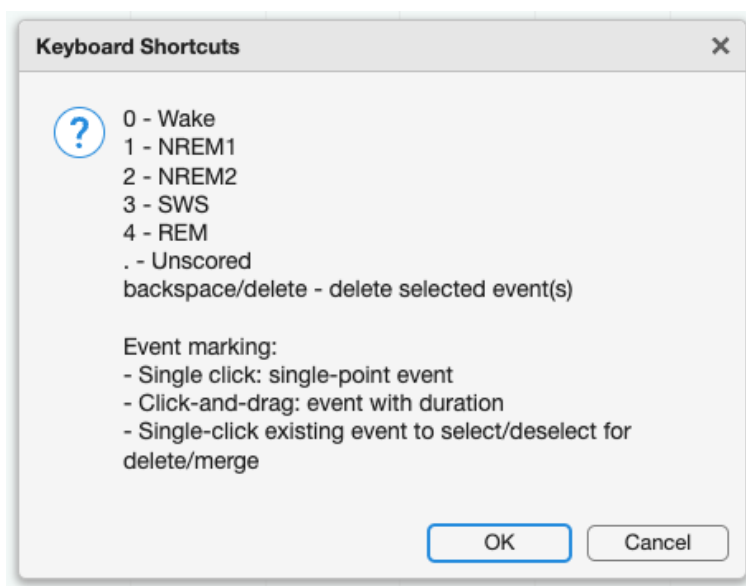 Keyboard Shortcuts
?
0 - Wake
1 - NREM1
2 - NREM2
3 - SWS
4 - REM
. - Unscored
backspace/delete - delete selected event(s)
Event marking:
- Single click: single-point event
- Click-and-drag: event with duration
- Single-click existing event to select/deselect for
delete/merge
OK
Cancel